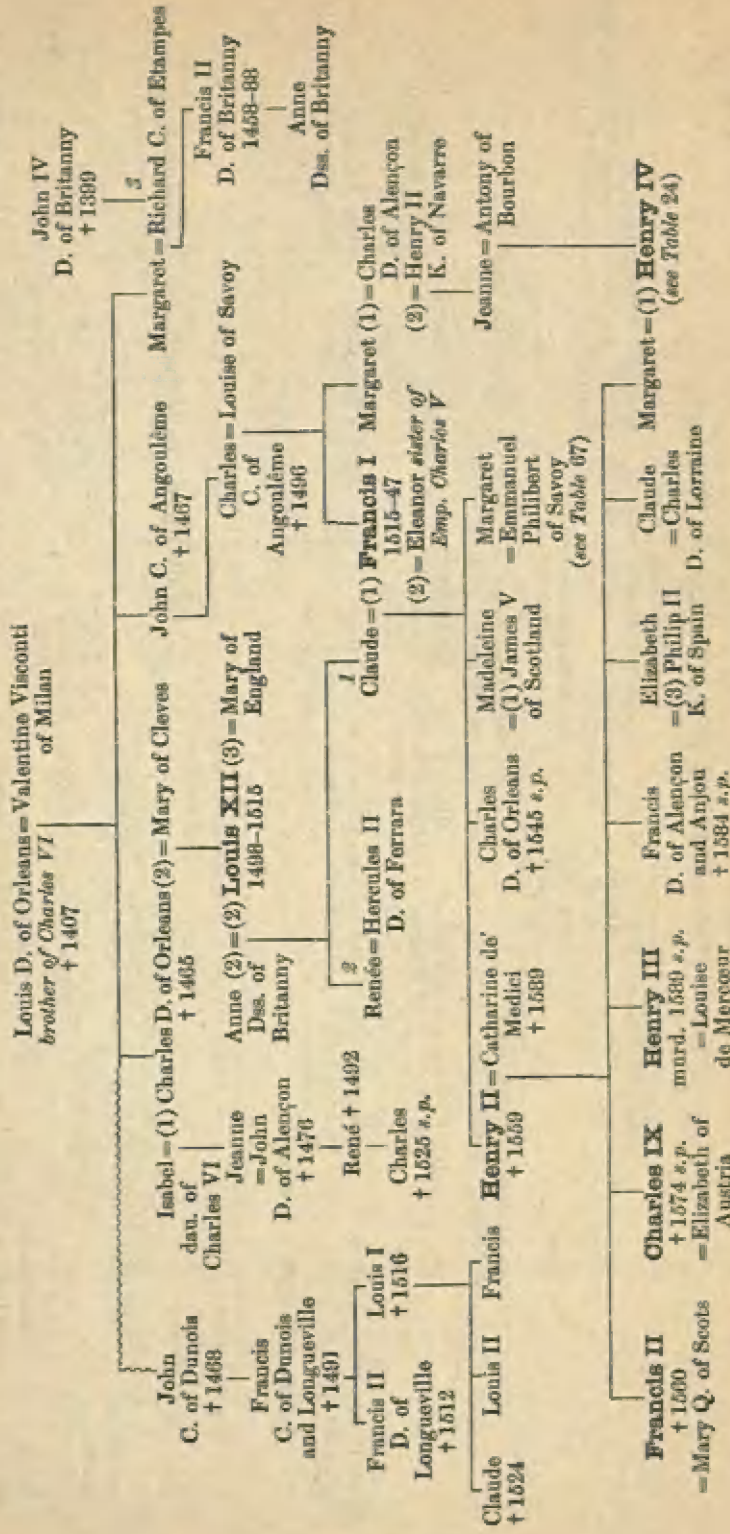 Louis D. of Orleans = Valentine Visconti
brother of Charles VI
of Milan
† 1407
John IV
D. of Britanny
† 1399
3
John
C. of Dunois
† 1468
Isabel = (1) Charles D. of Orleans (2) = Mary of Cleves
dau. of
Charles VI
† 1465
John C. of Angoulême
† 1467
Margaret = Richard C. of Etampes
Francis
C. of Dunois
and Longueville
† 1491
Jeanne
= John
D. of Alençon
† 1476
Anne (2) = (2) Louis XII (3) = Mary of
Dss. of
Britanny
1498–1515
England
Charles = Louise of Savoy
C. of
Angoulême
† 1496
Francis II
D. of Britanny
1458–88
Anne
Dss. of Britanny
Francis II
D. of
Longueville
† 1512
Louis I
† 1516
René † 1492
Charles
† 1525 s.p.
2
Renée = Hercules II
D. of Ferrara
1
Claude = (1) Francis I
1515–47
(2) = Eleanor sister of
Emp. Charles V
Margaret (1) = Charles
D. of Alençon
(2) = Henry II
K. of Navarre
Claude
† 1524
Louis II
Francis
Henry II = Catharine de'
† 1559
Medici
† 1589
Charles
D. of Orleans
† 1545 s.p.
Madeleine
= (1) James V
of Scotland
Margaret
= Emmanuel
Philibert
of Savoy
(see Table 67)
Jeanne = Antony of
Bourbon
Francis II
† 1560
= Mary Q. of Scots
Charles IX
† 1574 s.p.
= Elizabeth of
Austria
Henry III
murd. 1589 s.p.
= Louise
de Mercœur
Francis
D. of Alençon
and Anjou
† 1584 s.p.
Elizabeth
= (3) Philip II
K. of Spain
Claude
= Charles
D. of Lorraine
Margaret = (1) Henry IV
(see Table 24)